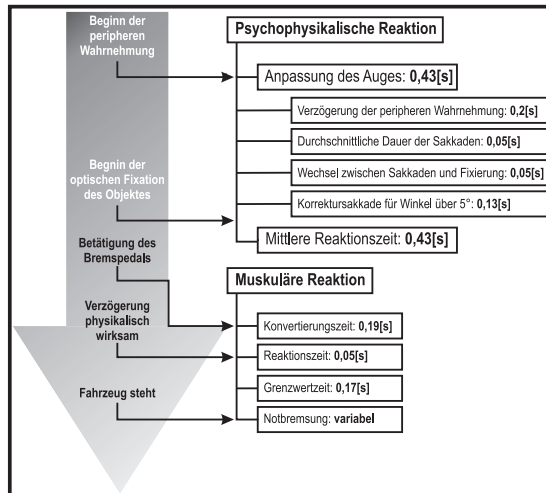 Beginn der
peripheren
Wahrnehmung
Psychophysikalische Reaktion
Anpassung des Auges: 0,43[s]
Verzögerung der peripheren Wahrnehmung: 0,2[s]
Durchschnittliche Dauer der Sakkaden: 0,05[s]
Wechsel zwischen Sakkaden und Fixierung: 0,05[s]
Korrektursakkade für Winkel über 5°: 0,13[s]
Begnin der
optischen Fixation
des Objektes
Mittlere Reaktionszeit: 0,43[s]
Betätigung des
Bremspedals
Muskuläre Reaktion
Konvertierungszeit: 0,19[s]
Verzögerung
physikalisch
wirksam
Reaktionszeit: 0,05[s]
Grenzwertzeit: 0,17[s]
Fahrzeug steht
Notbremsung: variabel